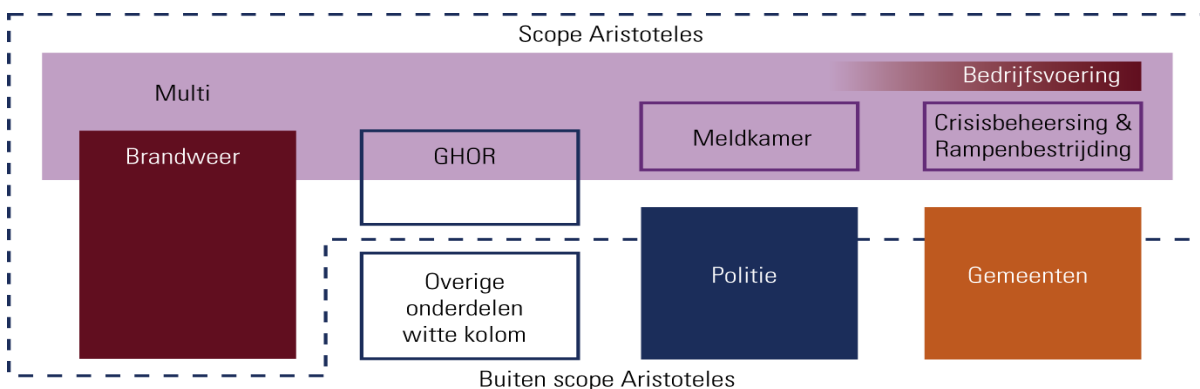 Scope Aristoteles
Bedrijfsvoering
Multi
Brandweer
GHOR
Meldkamer
Crisisbeheersing &
Rampenbestrijding
Overige
onderdelen
witte kolom
Politie
Gemeenten
Buiten scope Aristoteles